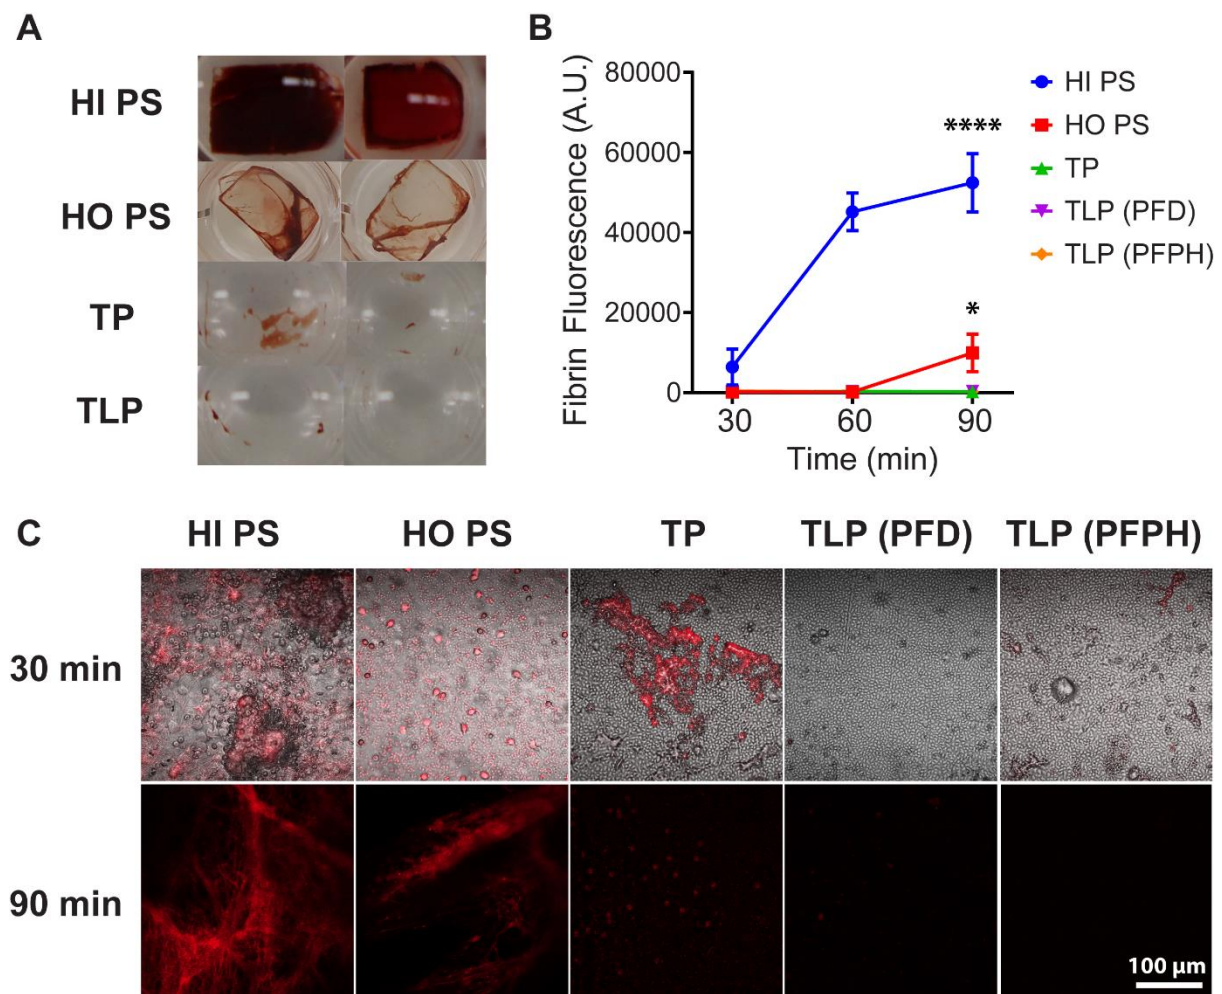 A
HI PS
HO PS
TP
TLP
B
Fibrin Fluorescence (A.U.)
80000
60000
40000
20000
0
30
60
90
Time (min)
****
*
HI PS
HO PS
TP
TLP (PFD)
TLP (PFPH)
C
HI PS
HO PS
TP
TLP (PFD)
TLP (PFPH)
30 min
90 min
100 µm